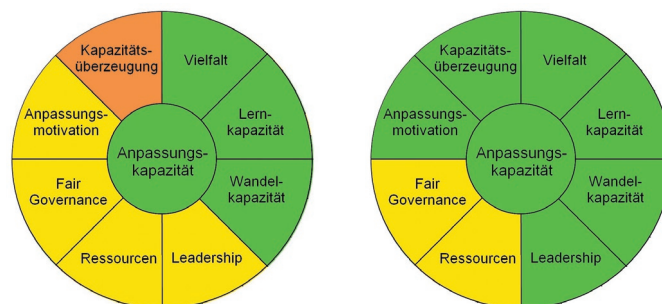 Kapazitäts-
überzeugung
Vielfalt
Anpassungs-
motivation
Lern-
kapazität
Anpassungs-
kapazität
Fair
Governance
Wandel-
kapazität
Ressourcen
Leadership
Kapazitäts-
überzeugung
Vielfalt
Anpassungs-
motivation
Lern-
kapazität
Anpassungs-
kapazität
Fair
Governance
Wandel-
kapazität
Ressourcen
Leadership